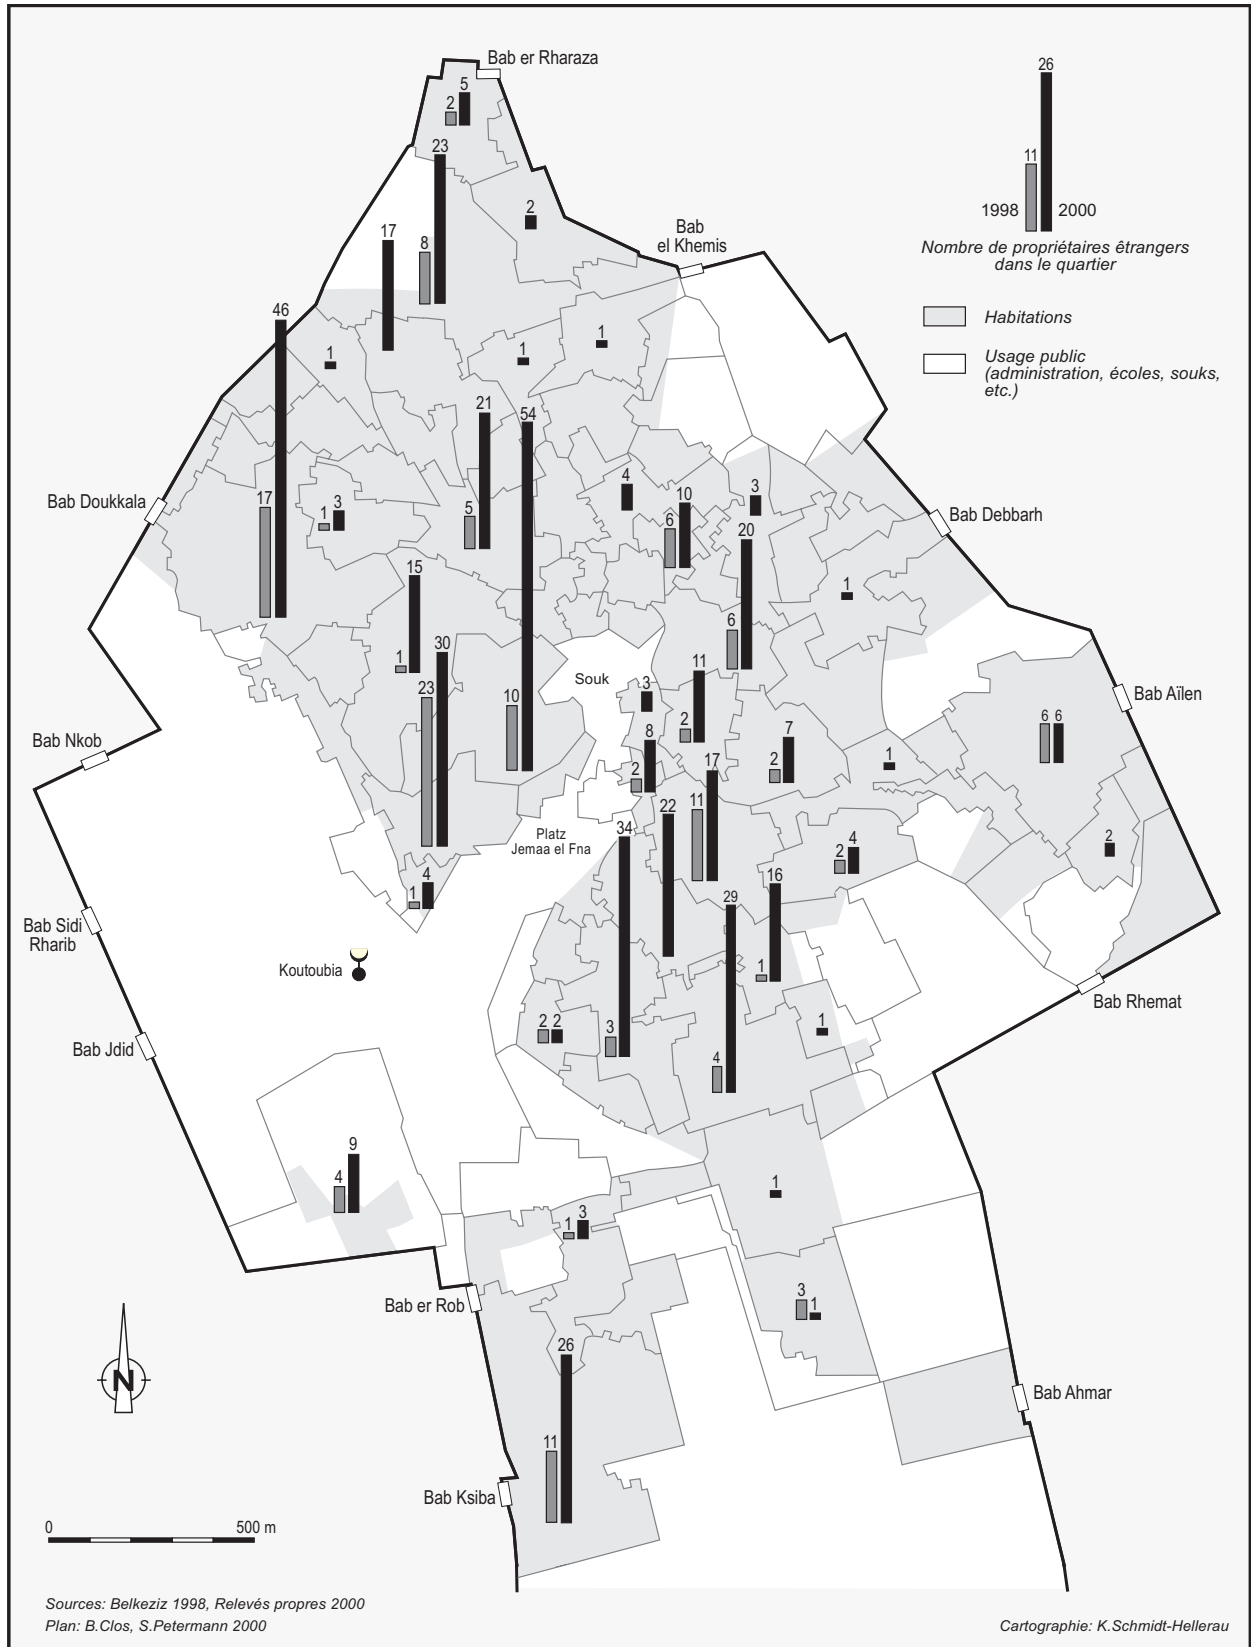 Bab er Rharaza
26
5
2
11
23
1998
2000
2
Bab
el Khemis
17
8
Nombre de propriétaires êtrangers
dans le quartier
46
Habitations
1
1
1
Usage public
(administration, écoles, souks,
etc.)
21
54
4
3
10
Bab Doukkala
17
1
3
5
6
Bab Debbarh
20
15
1
6
1
30
11
Souk
3
23
10
2
Bab Aïlen
6
6
8
7
Bab Nkob
2
2
1
17
11
22
34
Platz
Jemaa el Fna
2
4
2
1
4
16
29
Bab Sidi
Rharib
Koutoubia
1
Bab Rhemat
2
2
3
1
Bab Jdid
4
9
4
1
1
3
3
1
Bab er Rob
N
26
Bab Ahmar
11
Bab Ksiba
0
500 m
Sources: Belkeziz 1998, Relevés propres 2000
Plan: B.Clos, S.Petermann 2000
Cartographie: K.Schmidt-Hellerau